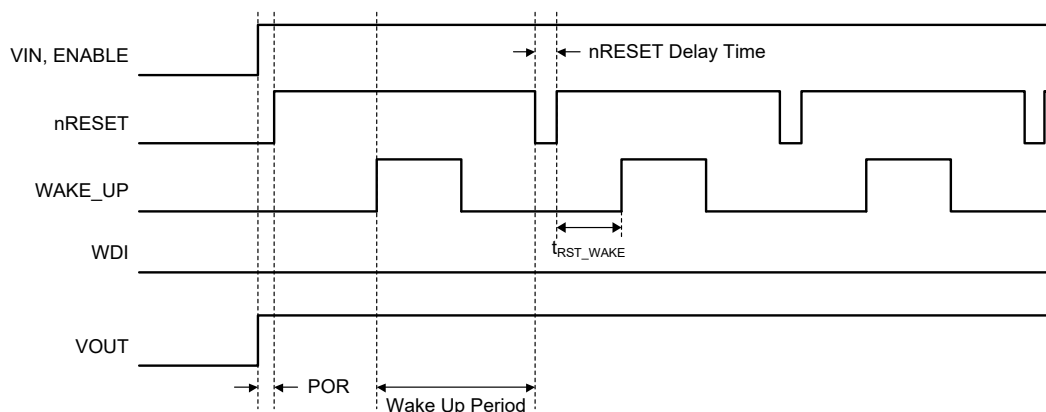 VIN, ENABLE
nRESET Delay Time
nRESET
WAKE_UP
tRST_WAKE
WDI
VOUT
POR
Wake Up Period